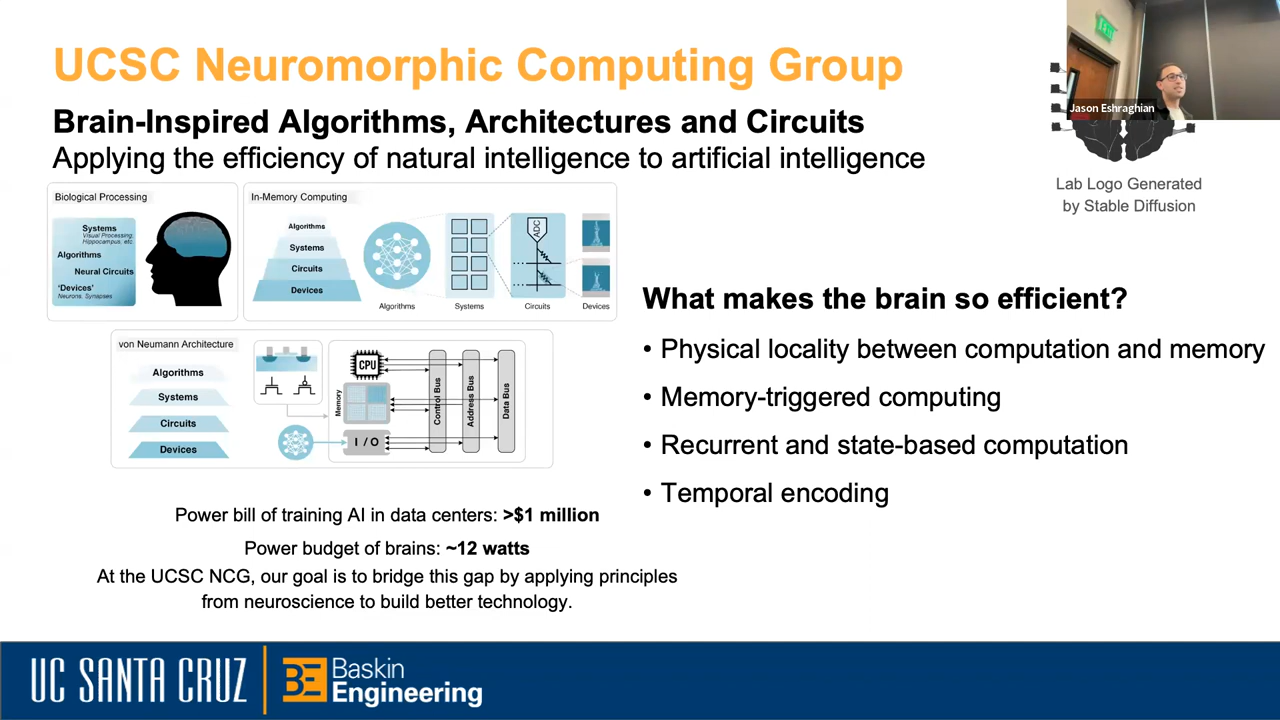 UCSC Neuromorphic Computing Group
Brain-Inspired Algorithms, Architectures and Circuits
Applying the efficiency of natural intelligence to artificial intelligence
EXIT
Jason Eshraghian
Lab Logo Generated
by Stable Diffusion
Biological Processing
Systems
Visual Processing;
Hippocampus, etc.
Algorithms
Neural Circuits
'Devices'
Neurons. Synapses
In-Memory Computing
Algorithms
Systems
Circuits
Devices
ADC
Algorithms
Systems
Circuits
Devices
von Neumann Architecture
Algorithms
Systems
Circuits
Devices
CPU
Memory
I / O
Control Bus
Address Bus
Data Bus
What makes the brain so efficient?
• Physical locality between computation and memory
• Memory-triggered computing
• Recurrent and state-based computation
• Temporal encoding
Power bill of training AI in data centers: >$1 million
Power budget of brains: ~12 watts
At the UCSC NCG, our goal is to bridge this gap by applying principles
from neuroscience to build better technology.
UC SANTA CRUZ
BE
Baskin
Engineering